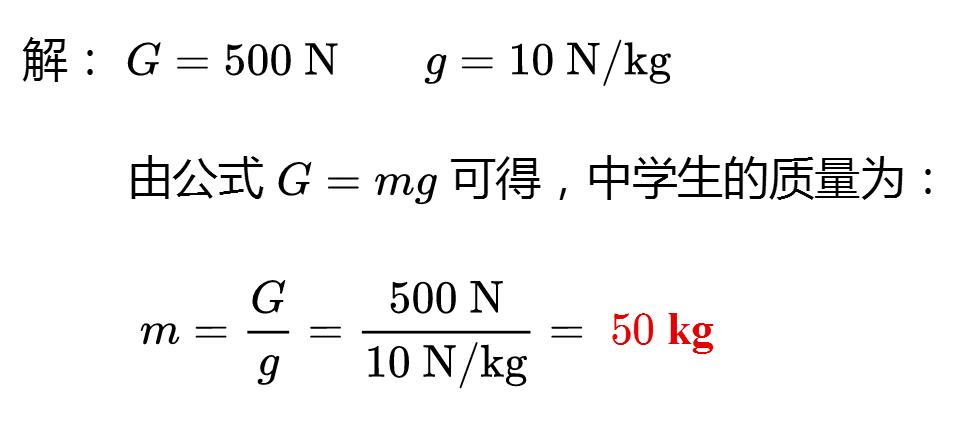 解： G = 500 N g = 10 N/kg
由公式 G = mg 可得，中学生的质量为：
m = G/g = 500 N/10 N/kg = 50 kg